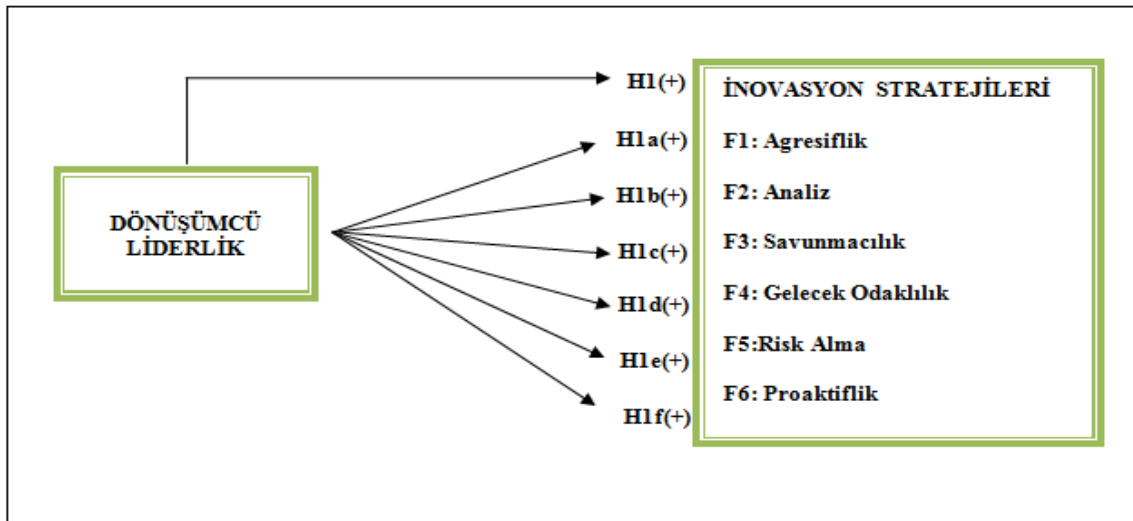 DÖNÜŞÜMCÜ
LİDERLİK
H1(+)
H1a(+)
H1b(+)
H1c(+)
H1d(+)
H1e(+)
H1f(+)
İNOVASYON STRATEJİLERİ
F1: Agresiflik
F2: Analiz
F3: Savunmacılık
F4: Gelecek Odaklılık
F5:Risk Alma
F6: Proaktiflik